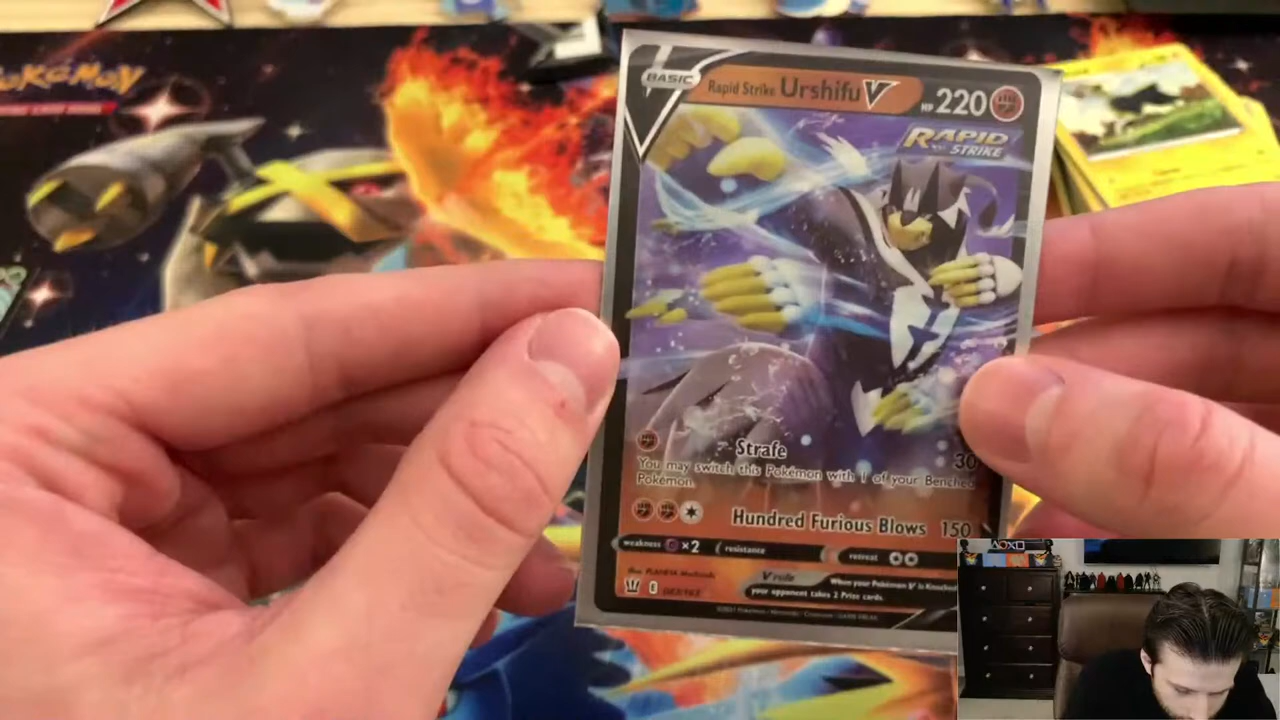 POKéMON
BASIC
Rapid Strike Urshifu V
HP 220
RAPID
STRIKE
Strafe 30
You may switch this Pokémon with 1 of your Benched
Pokémon.
Hundred Furious Blows 150
weakness ×2 resistance retreat
V rule When your Pokémon V is Knocked
your opponent takes 2 Prize cards.
E